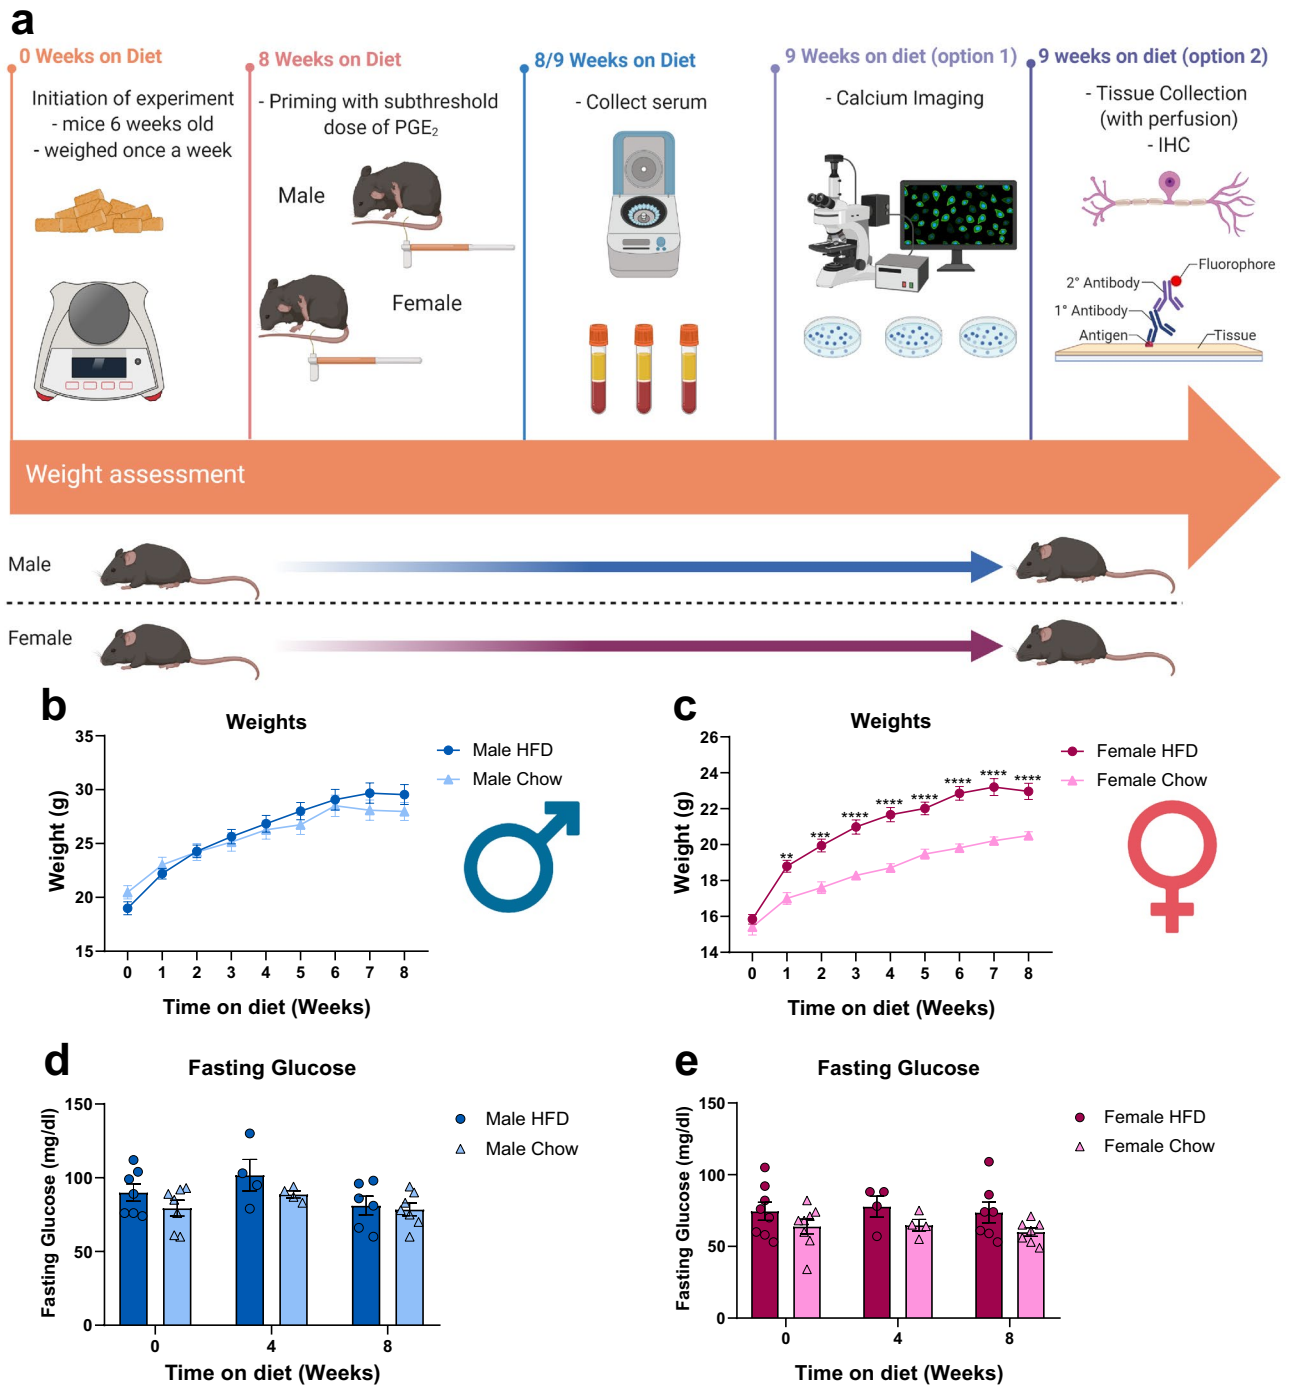 a
0 Weeks on Diet
Initiation of experiment
- mice 6 weeks old
- weighed once a week
8 Weeks on Diet
- Priming with subthreshold
dose of PGE₂
Male
Female
8/9 Weeks on Diet
- Collect serum
9 Weeks on diet (option 1)
- Calcium Imaging
9 weeks on diet (option 2)
- Tissue Collection
(with perfusion)
- IHC
Fluorophore
2° Antibody
1° Antibody
Antigen
Tissue
Weight assessment
Male
Female
b
Weights
Weight (g)
35
30
25
20
15
0 1 2 3 4 5 6 7 8
Time on diet (Weeks)
Male HFD
Male Chow
c
Weights
Weight (g)
26
24
22
20
18
16
14
** *** **** **** **** **** **** ****
0 1 2 3 4 5 6 7 8
Time on diet (Weeks)
Female HFD
Female Chow
d
Fasting Glucose
Fasting Glucose (mg/dl)
150
100
50
0
0 4 8
Time on diet (Weeks)
Male HFD
Male Chow
e
Fasting Glucose
Fasting Glucose (mg/dl)
150
100
50
0
0 4 8
Time on diet (Weeks)
Female HFD
Female Chow